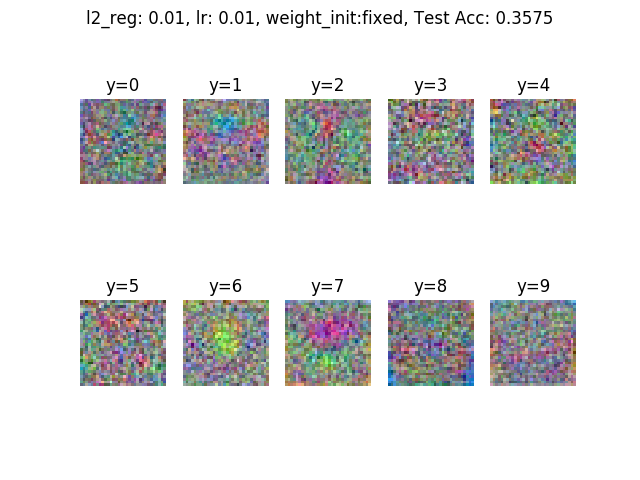 l2_reg: 0.01, lr: 0.01, weight_init:fixed, Test Acc: 0.3575
y=0 y=1 y=2 y=3 y=4
y=5 y=6 y=7 y=8 y=9